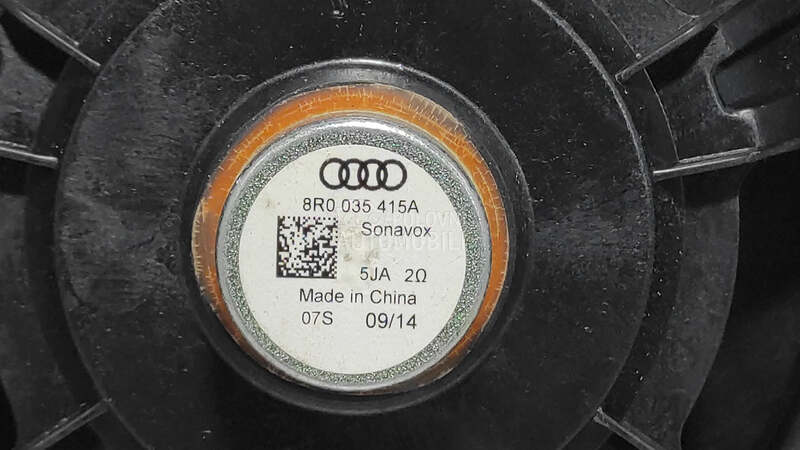 8R0 035 415A
Sonavox
5JA 2Ω
Made in China
07S 09/14